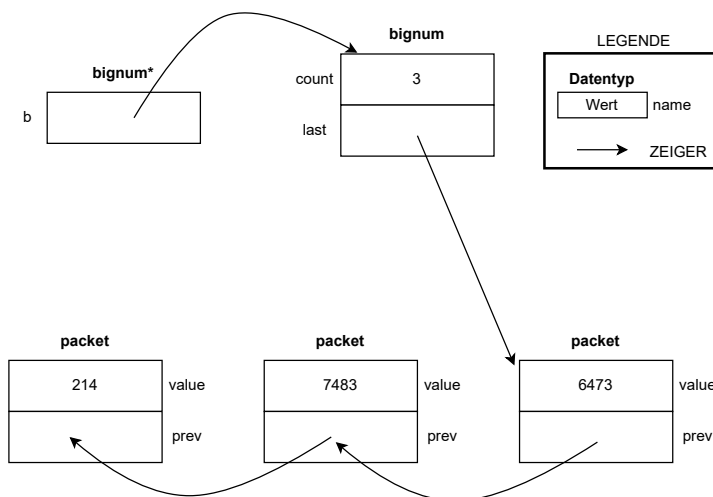 bignum
LEGENDE
bignum*
count
3
Datentyp
b
Wert
name
last
ZEIGER
packet
packet
packet
214
value
7483
value
6473
value
prev
prev
prev